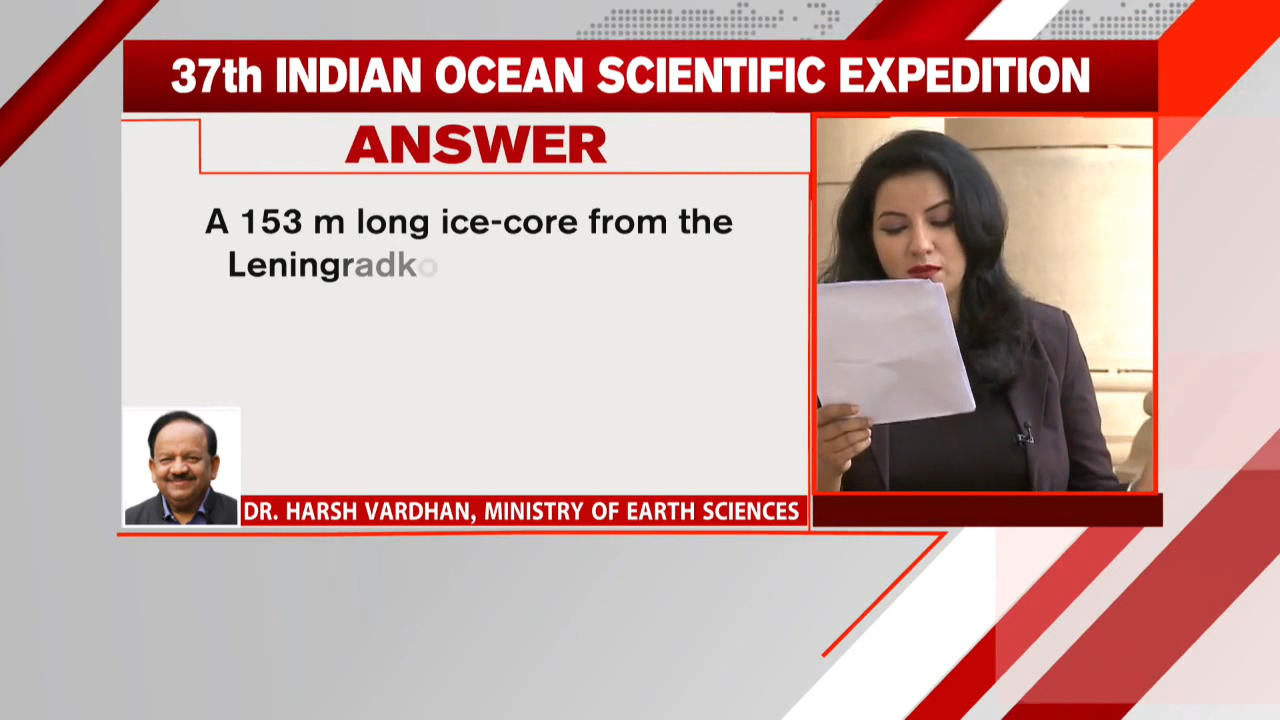 37th INDIAN OCEAN SCIENTIFIC EXPEDITION
ANSWER
A 153 m long ice-core from the
Leningradko
DR. HARSH VARDHAN, MINISTRY OF EARTH SCIENCES